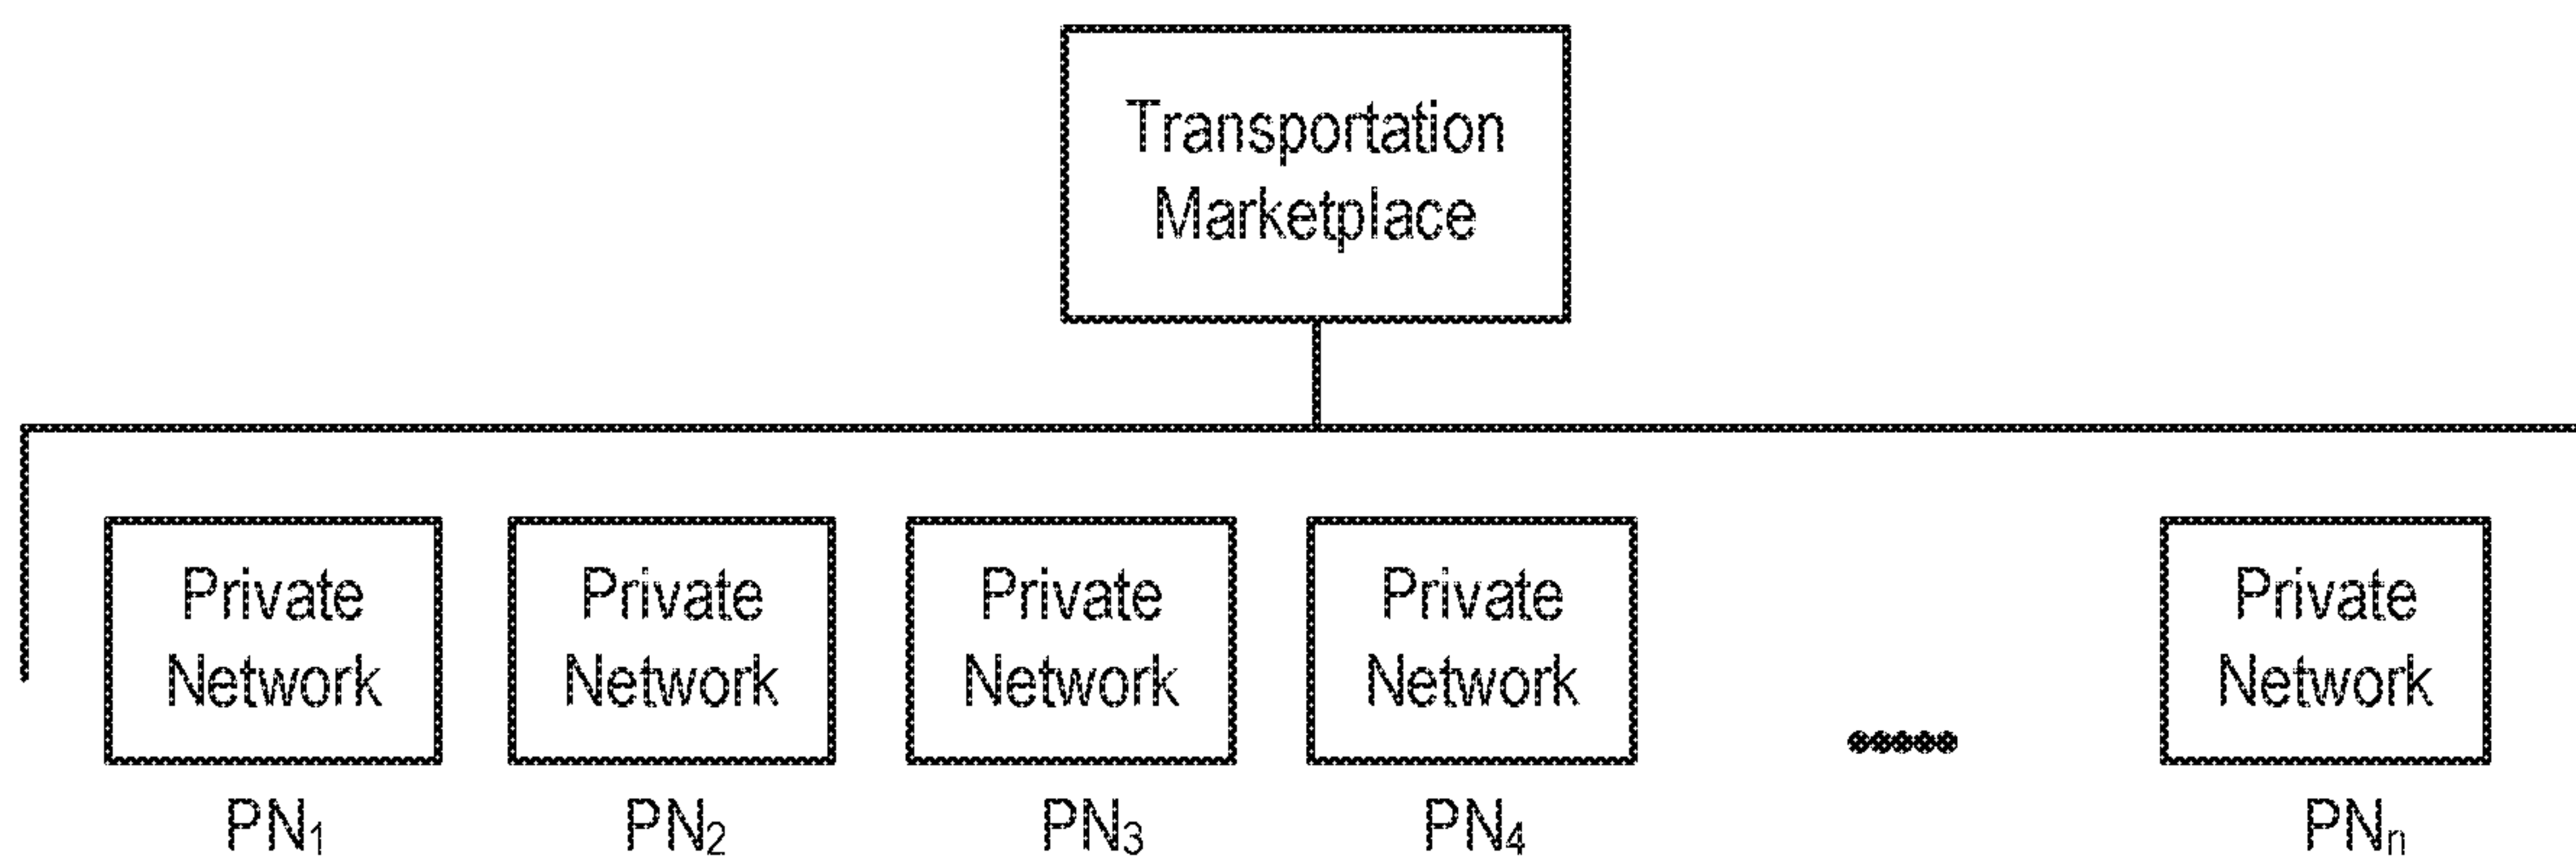 Transportation
Marketplace
Private
Network
Private
Network
Private
Network
Private
Network
Private
Network
PN₁
PN₂
PN₃
PN₄
PNₙ